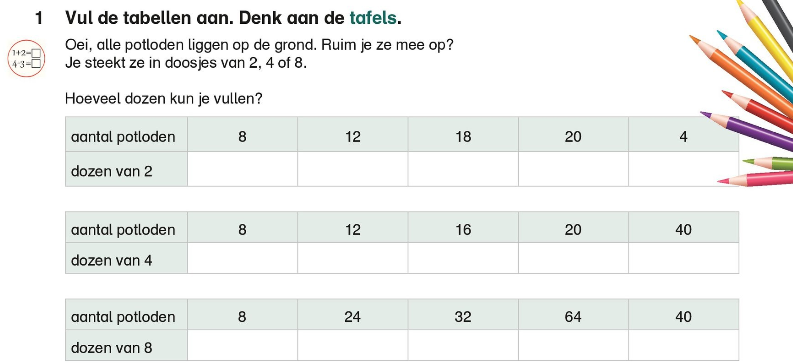 1 Vul de tabellen aan. Denk aan de tafels.
1+2=
4·3=
Oei, alle potloden liggen op de grond. Ruim je ze mee op?
Je steekt ze in doosjes van 2, 4 of 8.
Hoeveel dozen kun je vullen?
aantal potloden 8 12 18 20 4
dozen van 2
aantal potloden 8 12 16 20 40
dozen van 4
aantal potloden 8 24 32 64 40
dozen van 8